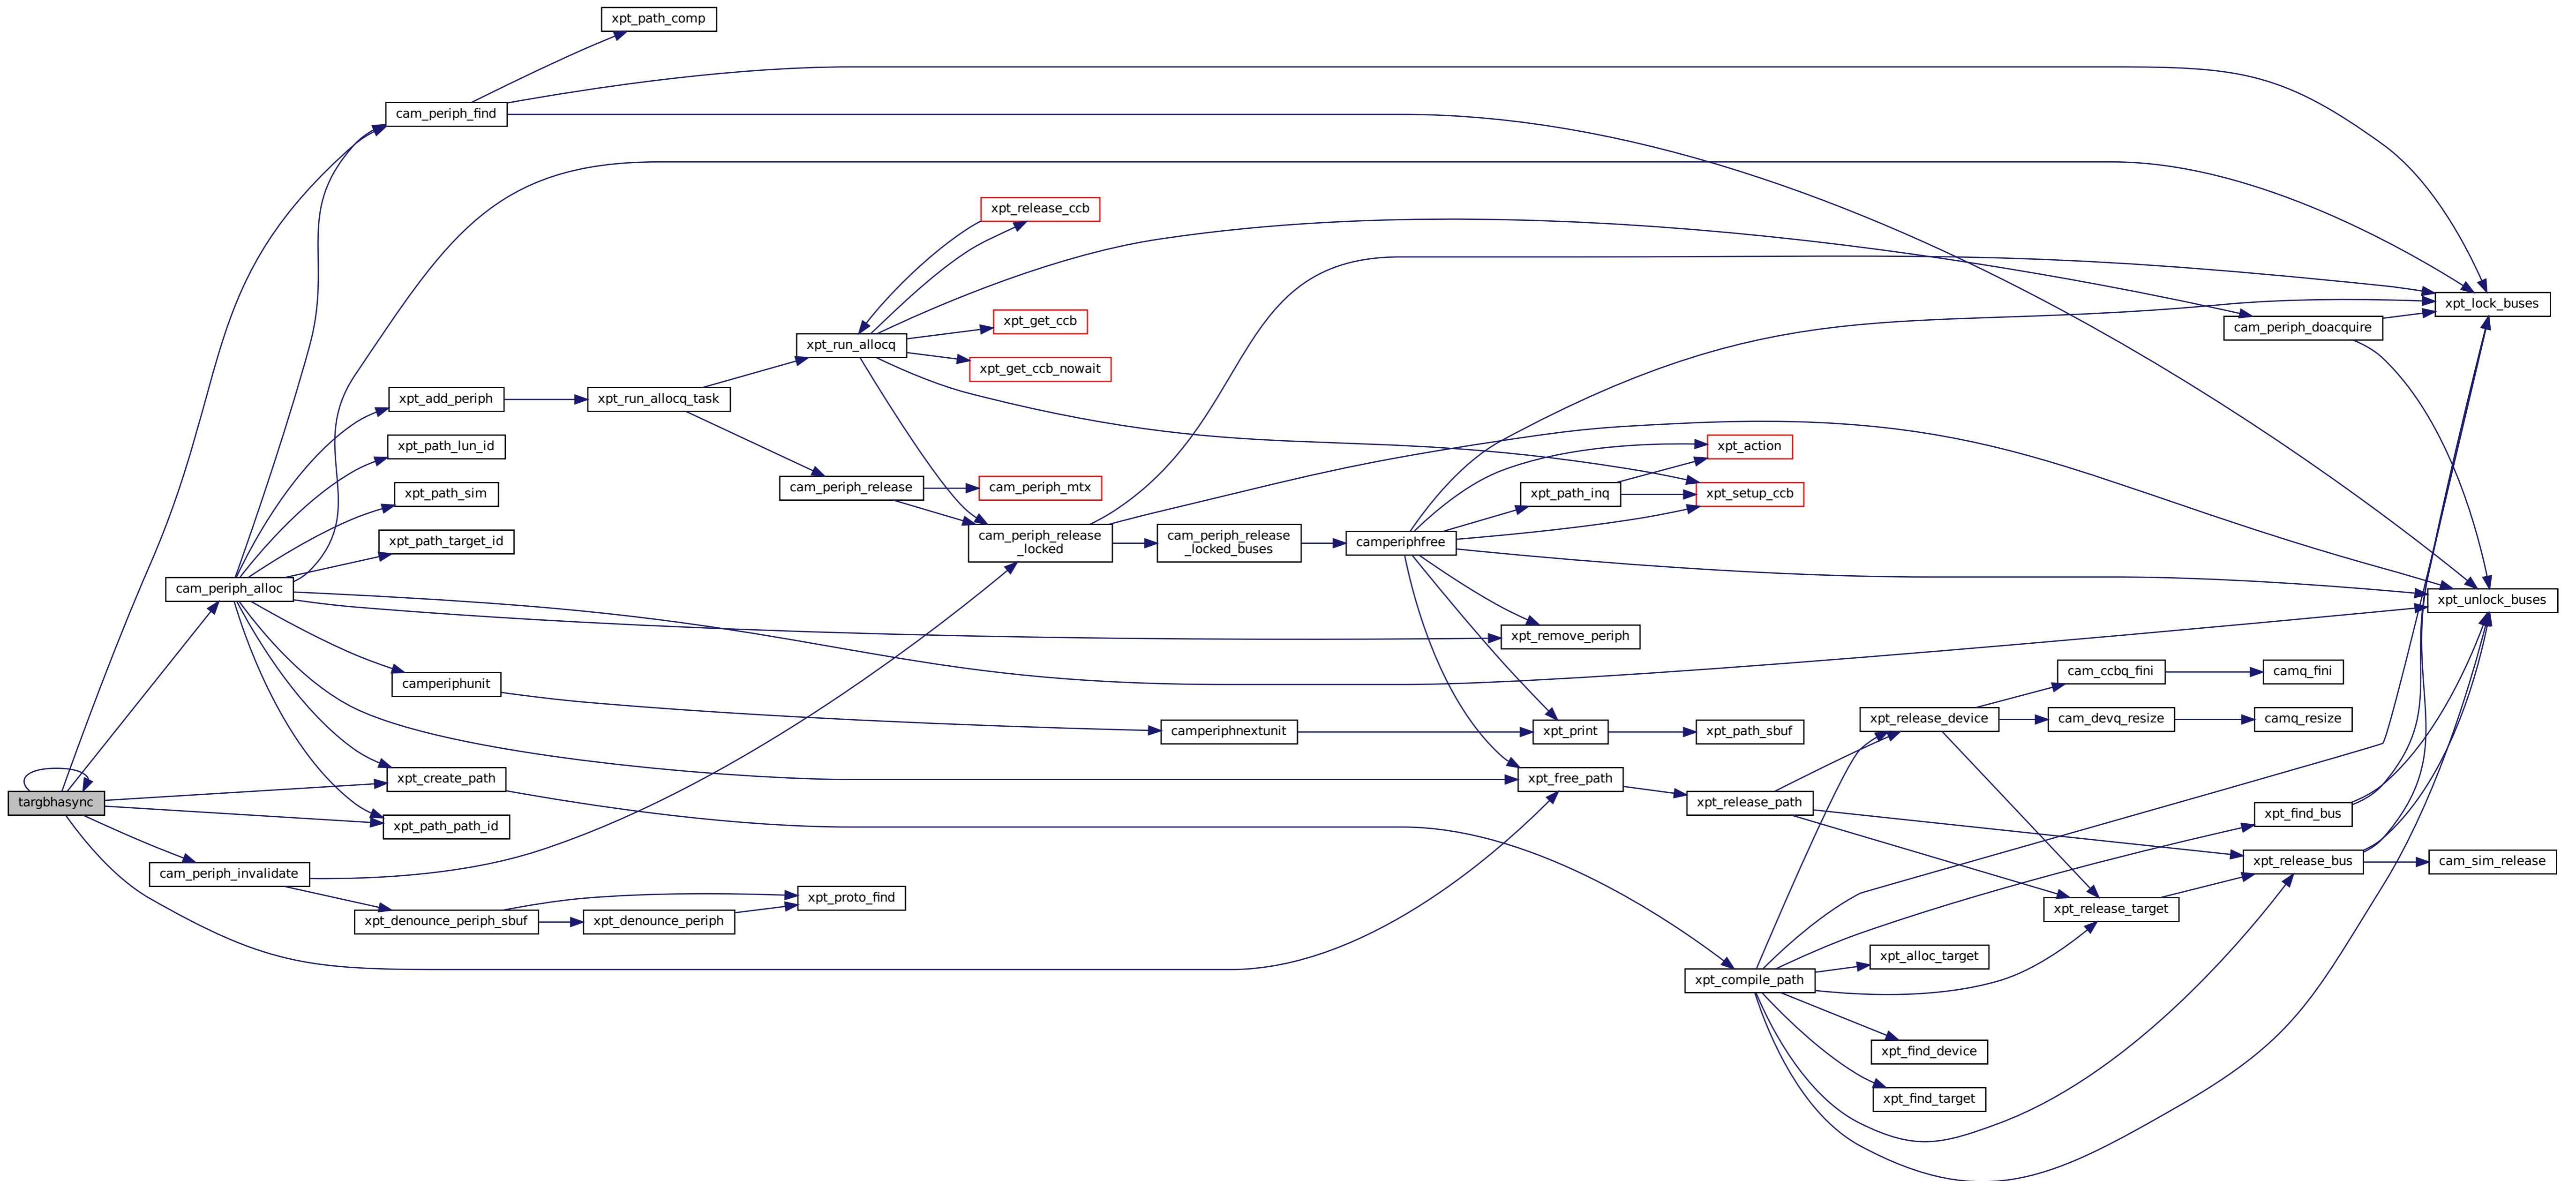 xpt_path_comp
cam_periph_find
xpt_release_ccb
xpt_lock_buses
xpt_get_ccb
cam_periph_doacquire
xpt_run_allocq
xpt_get_ccb_nowait
xpt_add_periph
xpt_run_allocq_task
xpt_path_lun_id
xpt_action
cam_periph_release
cam_periph_mtx
xpt_path_sim
xpt_path_inq
xpt_setup_ccb
xpt_path_target_id
cam_periph_release
_locked
cam_periph_release
_locked_buses
camperiphfree
cam_periph_alloc
xpt_unlock_buses
xpt_remove_periph
cam_ccbq_fini
camq_fini
camperiphunit
xpt_release_device
cam_devq_resize
camq_resize
camperiphnextunit
xpt_print
xpt_path_sbuf
xpt_create_path
xpt_free_path
targbhasync
xpt_release_path
xpt_find_bus
xpt_path_path_id
xpt_release_bus
cam_sim_release
cam_periph_invalidate
xpt_proto_find
xpt_denounce_periph_sbuf
xpt_denounce_periph
xpt_release_target
xpt_alloc_target
xpt_compile_path
xpt_find_device
xpt_find_target